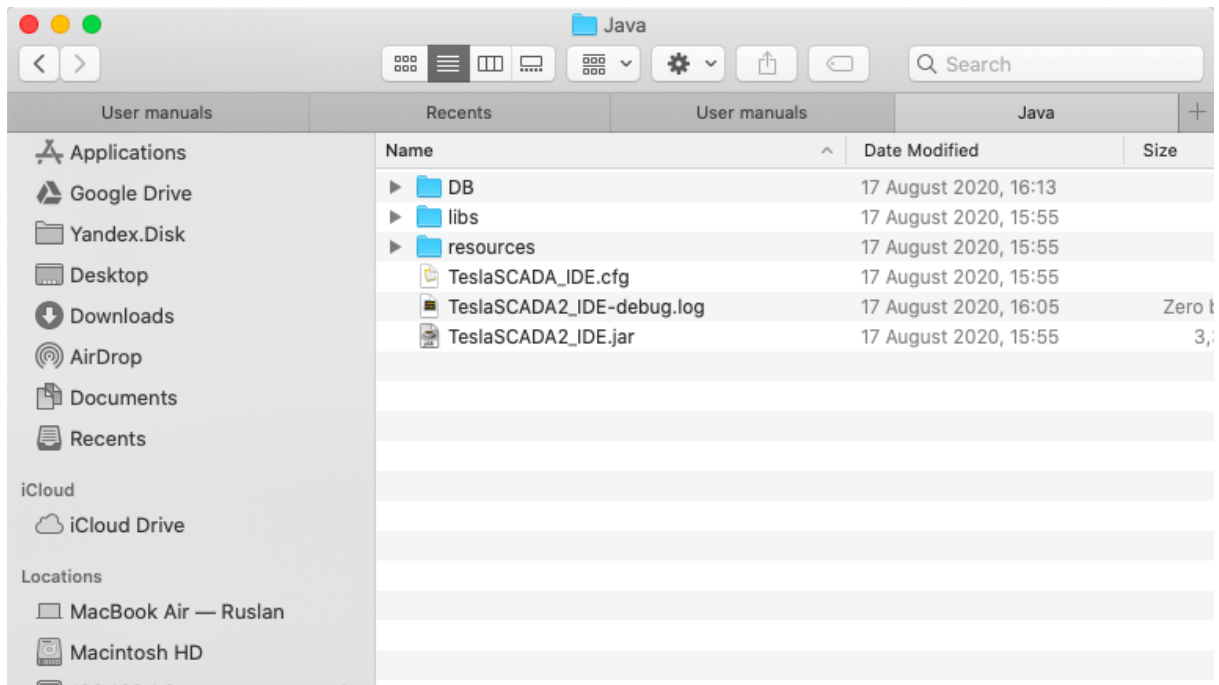 Java
Search
User manuals Recents User manuals Java
Applications
Google Drive
Yandex.Disk
Desktop
Downloads
AirDrop
Documents
Recents
iCloud
iCloud Drive
Locations
MacBook Air — Ruslan
Macintosh HD
Name Date Modified Size
DB 17 August 2020, 16:13
libs 17 August 2020, 15:55
resources 17 August 2020, 15:55
TeslaSCADA_IDE.cfg 17 August 2020, 15:55
TeslaSCADA2_IDE-debug.log 17 August 2020, 16:05 Zero
TeslaSCADA2_IDE.jar 17 August 2020, 15:55 3,